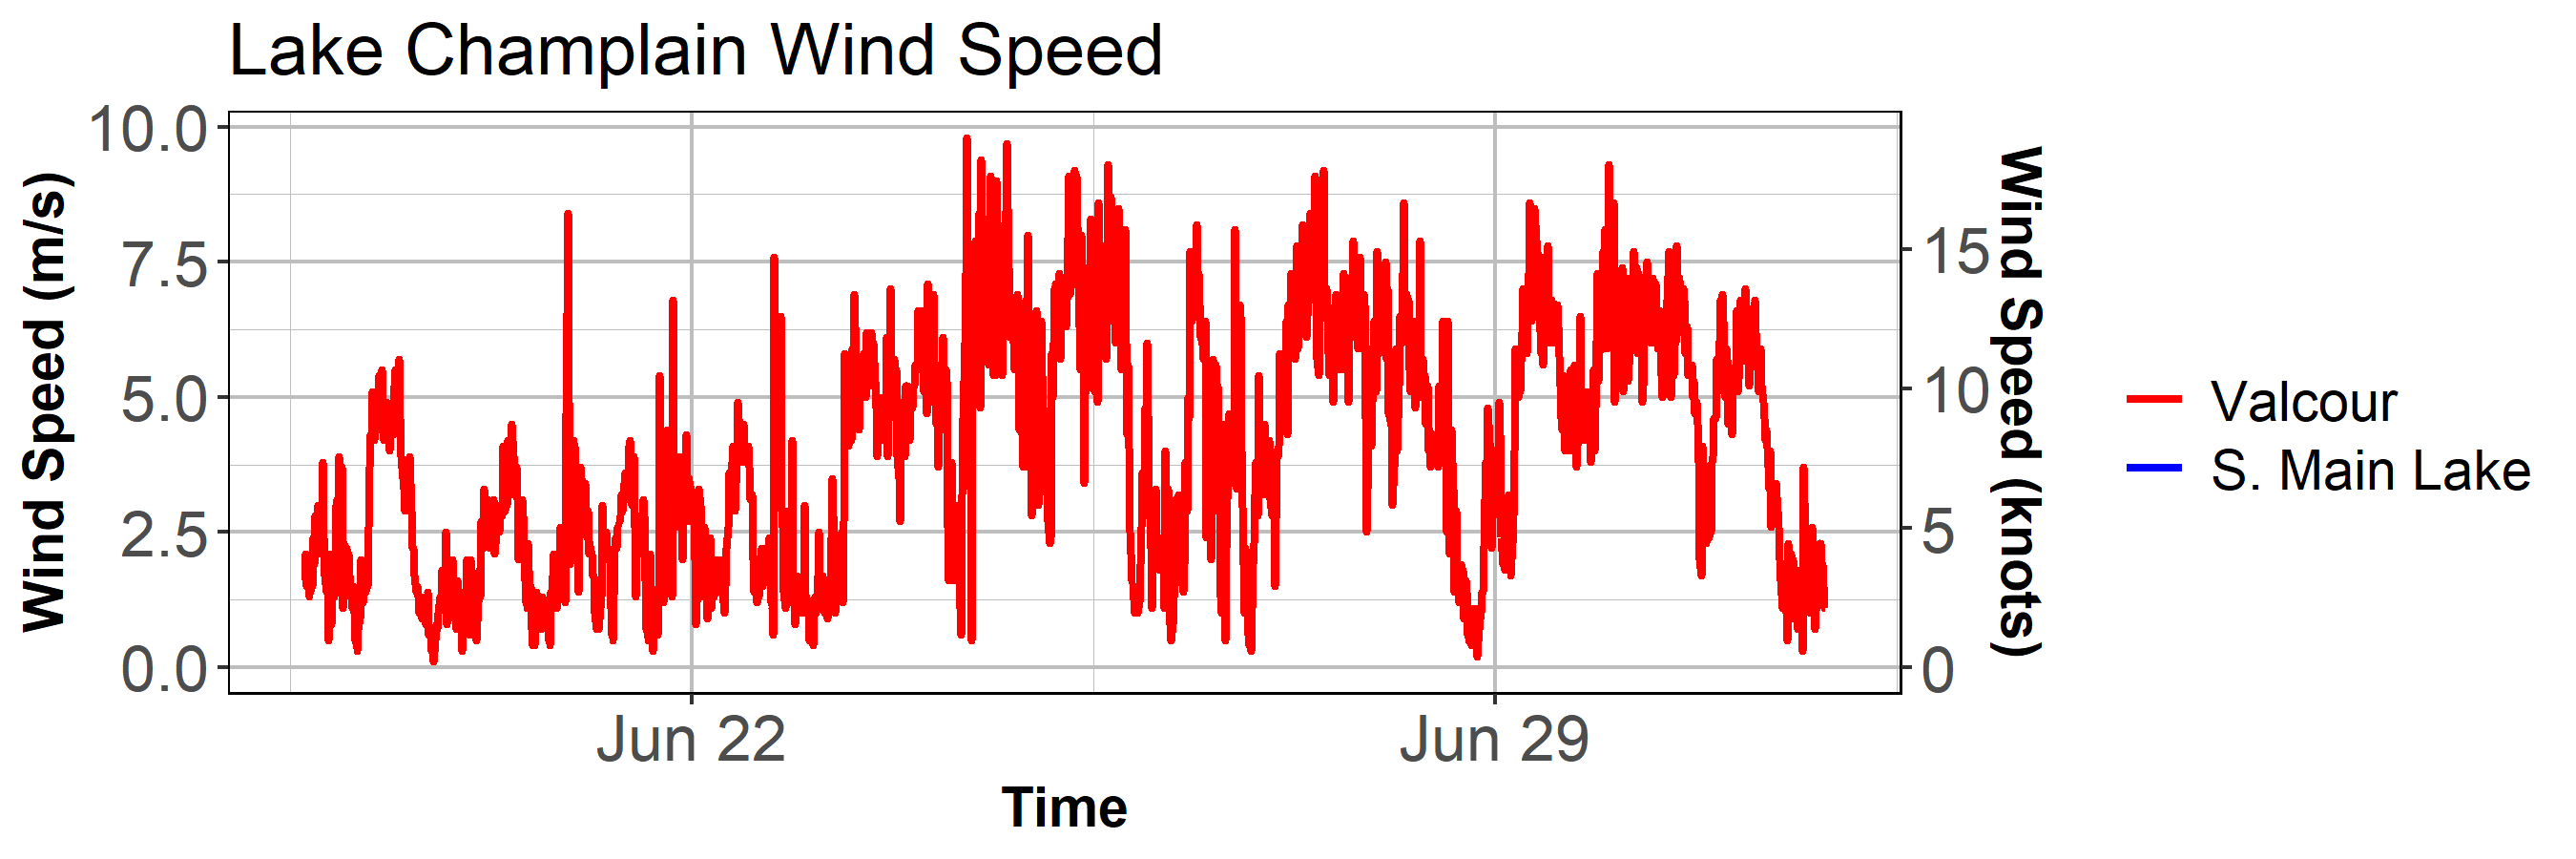 Lake Champlain Wind Speed
Wind Speed (m/s)
10.0
7.5
5.0
2.5
0.0
Jun 22
Jun 29
Time
15
10
5
0
Wind Speed (knots)
Valcour
S. Main Lake